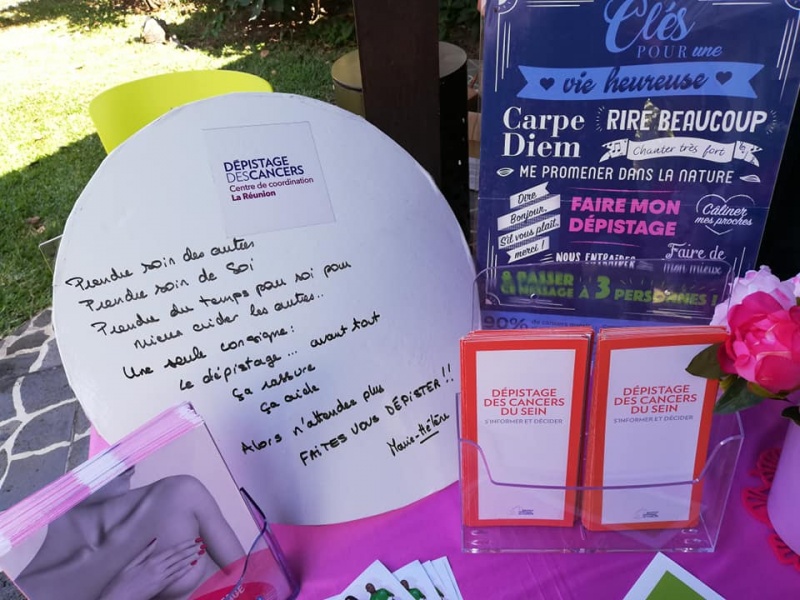 DÉPISTAGE
DESCANCERS
Centre de coordination
La Réunion
Prendre soin des autres
Prendre soin de soi
Prendre du temps pour soi pour
mieux aider les autres..
Une seule consigne:
le dépistage... avant tout
ça rassure
ça aide
Alors n'attendez plus
FAITES VOUS DÉPISTER!!
Marie-Hélène
Clés
POUR une
vie heureuse
Carpe
Diem
RIRE BEAUCOUP
Chanter très fort
ME PROMENER DANS LA NATURE
Dire
Bonjour,
S'il vous plait,
merci !
FAIRE MON
DÉPISTAGE
Câliner
mes proches
NOUS ENTRAIDER
Faire de
mon mieux
& PASSER
CE MESSAGE À 3 PERSONNES !
90%
DÉPISTAGE
DES CANCERS
DU SEIN
S'INFORMER ET DÉCIDER
DÉPISTAGE
DES CANCERS
DU SEIN
S'INFORMER ET DÉCIDER